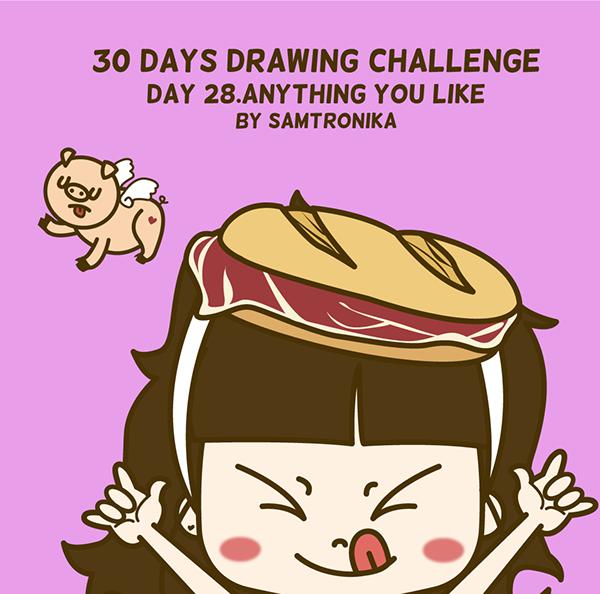 30 DAYS DRAWING CHALLENGE
DAY 28.ANYTHING YOU LIKE
BY SAMTRONIKA